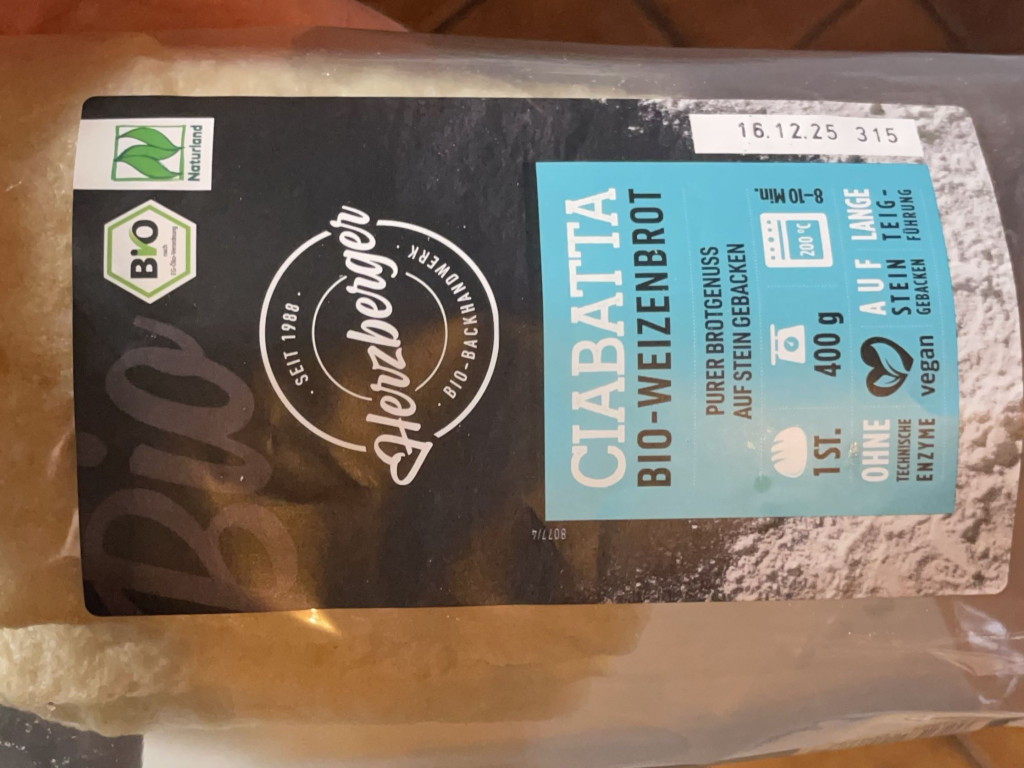 Naturland
Bio
nach
EG-Öko-Verordnung
Bio
· SEIT 1988 ·
Herzberger
· BIO-BACKHANDWERK ·
16.12.25 315
CIABATTA
BIO-WEIZENBROT
PURER BROTGENUSS
AUF STEIN GEBACKEN
1 ST.
400 g
200 °C
8–10 Min.
OHNE
TECHNISCHE
ENZYME
vegan
AUF
STEIN
GEBACKEN
LANGE
TEIG-
FÜHRUNG
8077/4